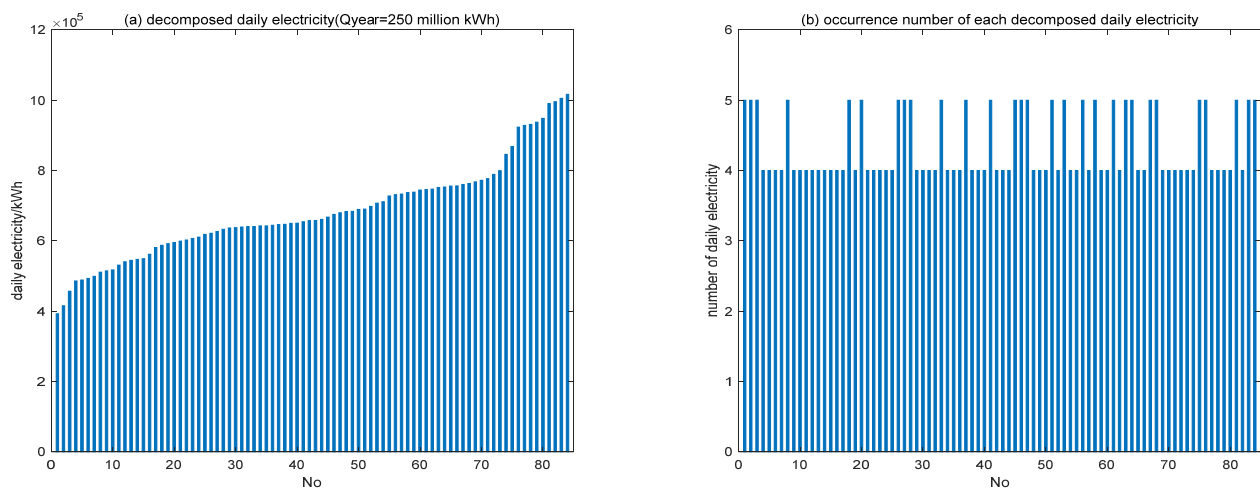 (a) decomposed daily electricity(Qyear=250 million kWh)
×10⁵
12
10
8
6
4
2
0
0 10 20 30 40 50 60 70 80
daily electricity/kWh
No
(b) occurrence number of each decomposed daily electricity
6
5
4
3
2
1
0
0 10 20 30 40 50 60 70 80
number of daily electricity
No